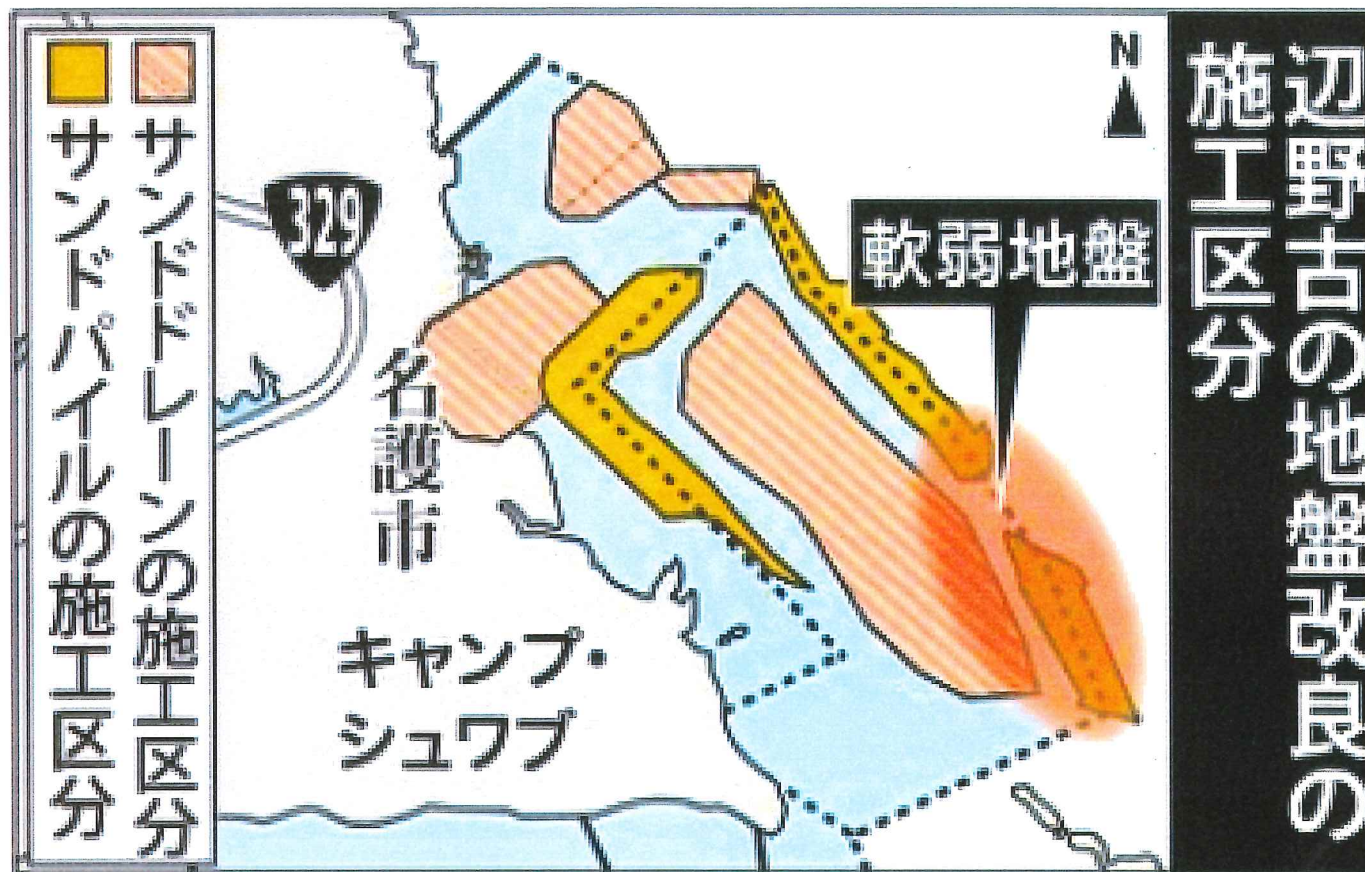 辺野古の地盤改良の
施工区分
N
軟弱地盤
329
名護市
キャンプ・
シュワブ
サンドドレーンの施工区分
サンドパイルの施工区分